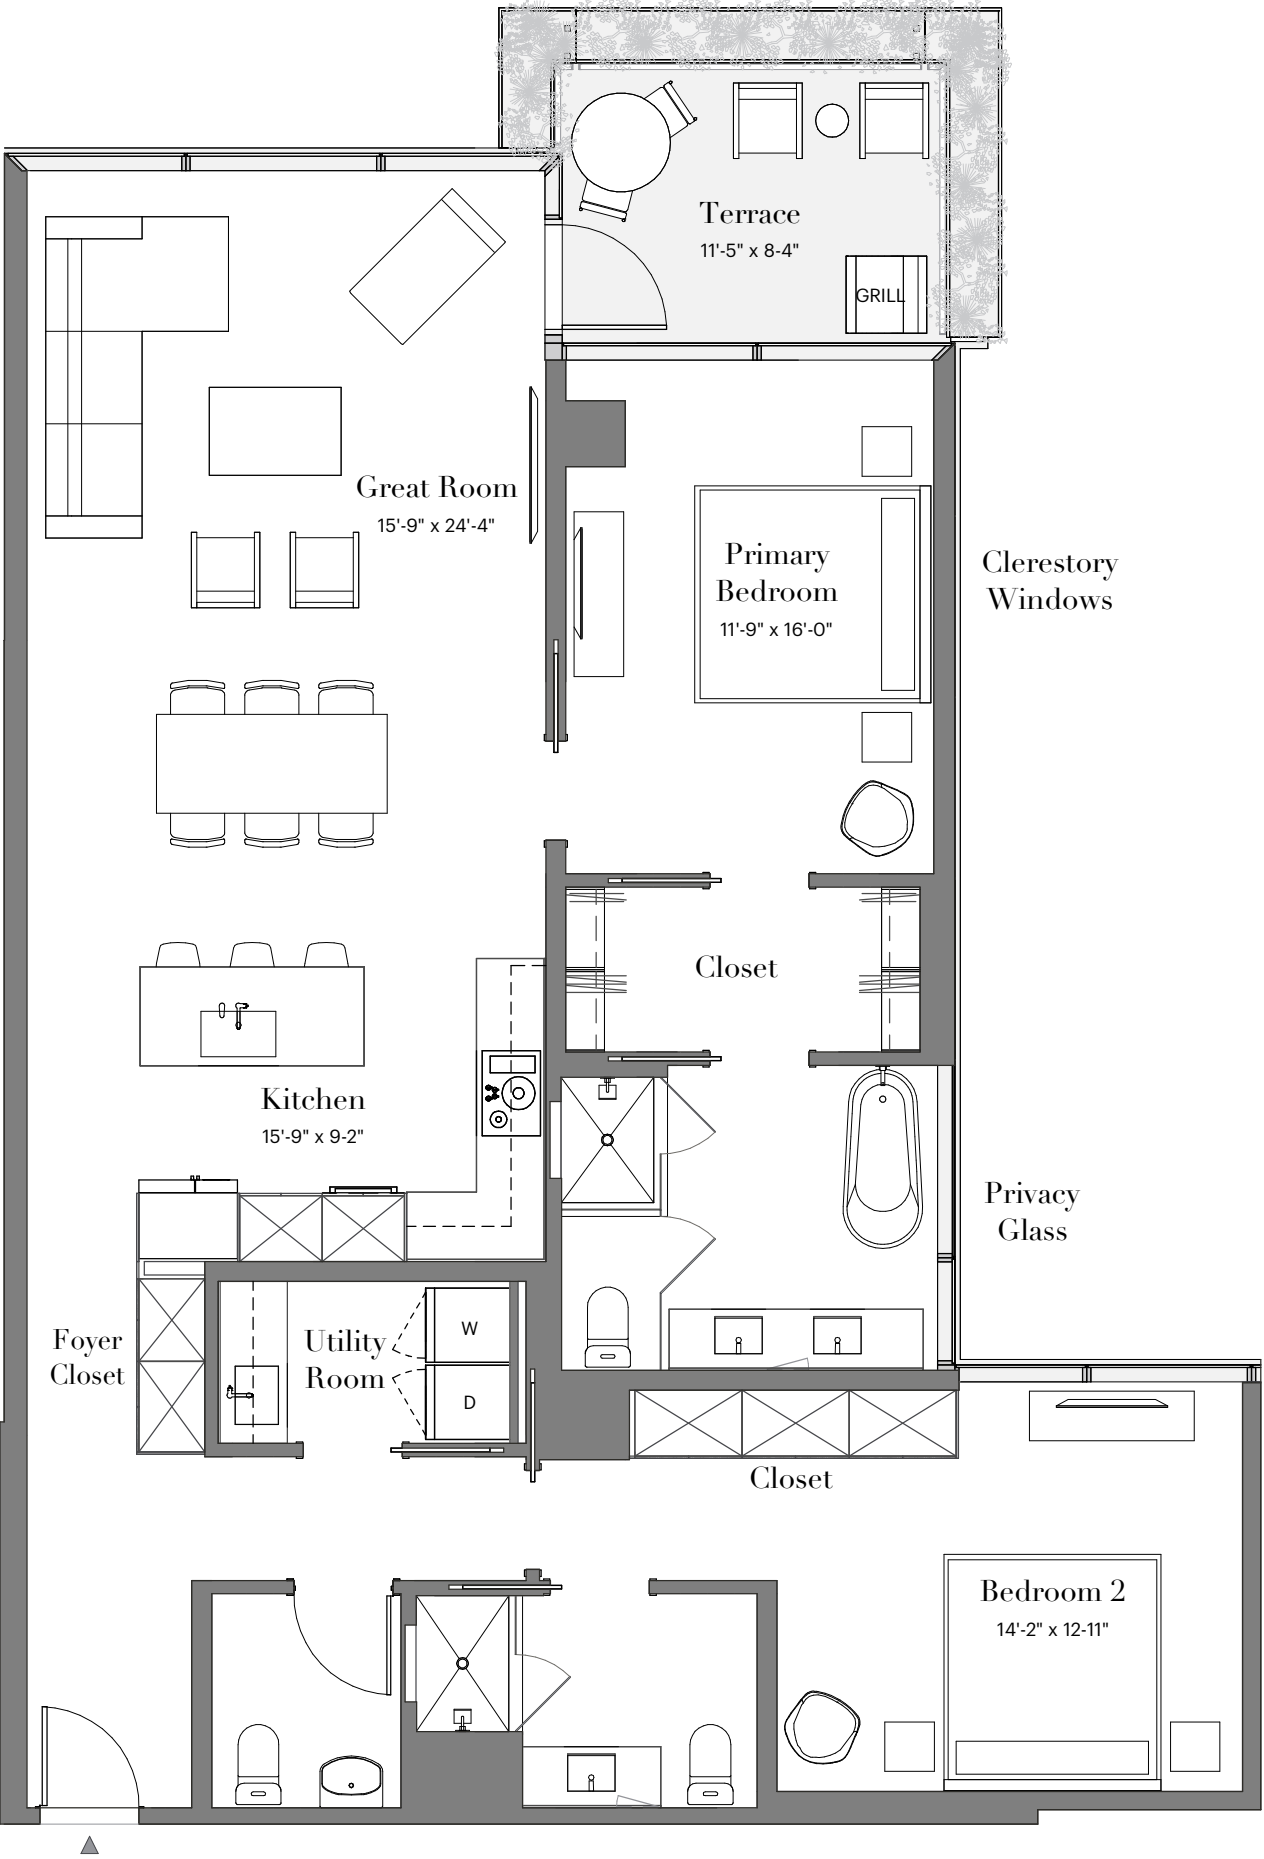 Terrace
11'-5" x 8-4"
GRILL
Great Room
15'-9" x 24'-4"
Primary
Bedroom
11'-9" x 16'-0"
Clerestory
Windows
Closet
Kitchen
15'-9" x 9-2"
Privacy
Glass
Foyer
Closet
Utility
Room
W
D
Closet
Bedroom 2
14'-2" x 12-11"